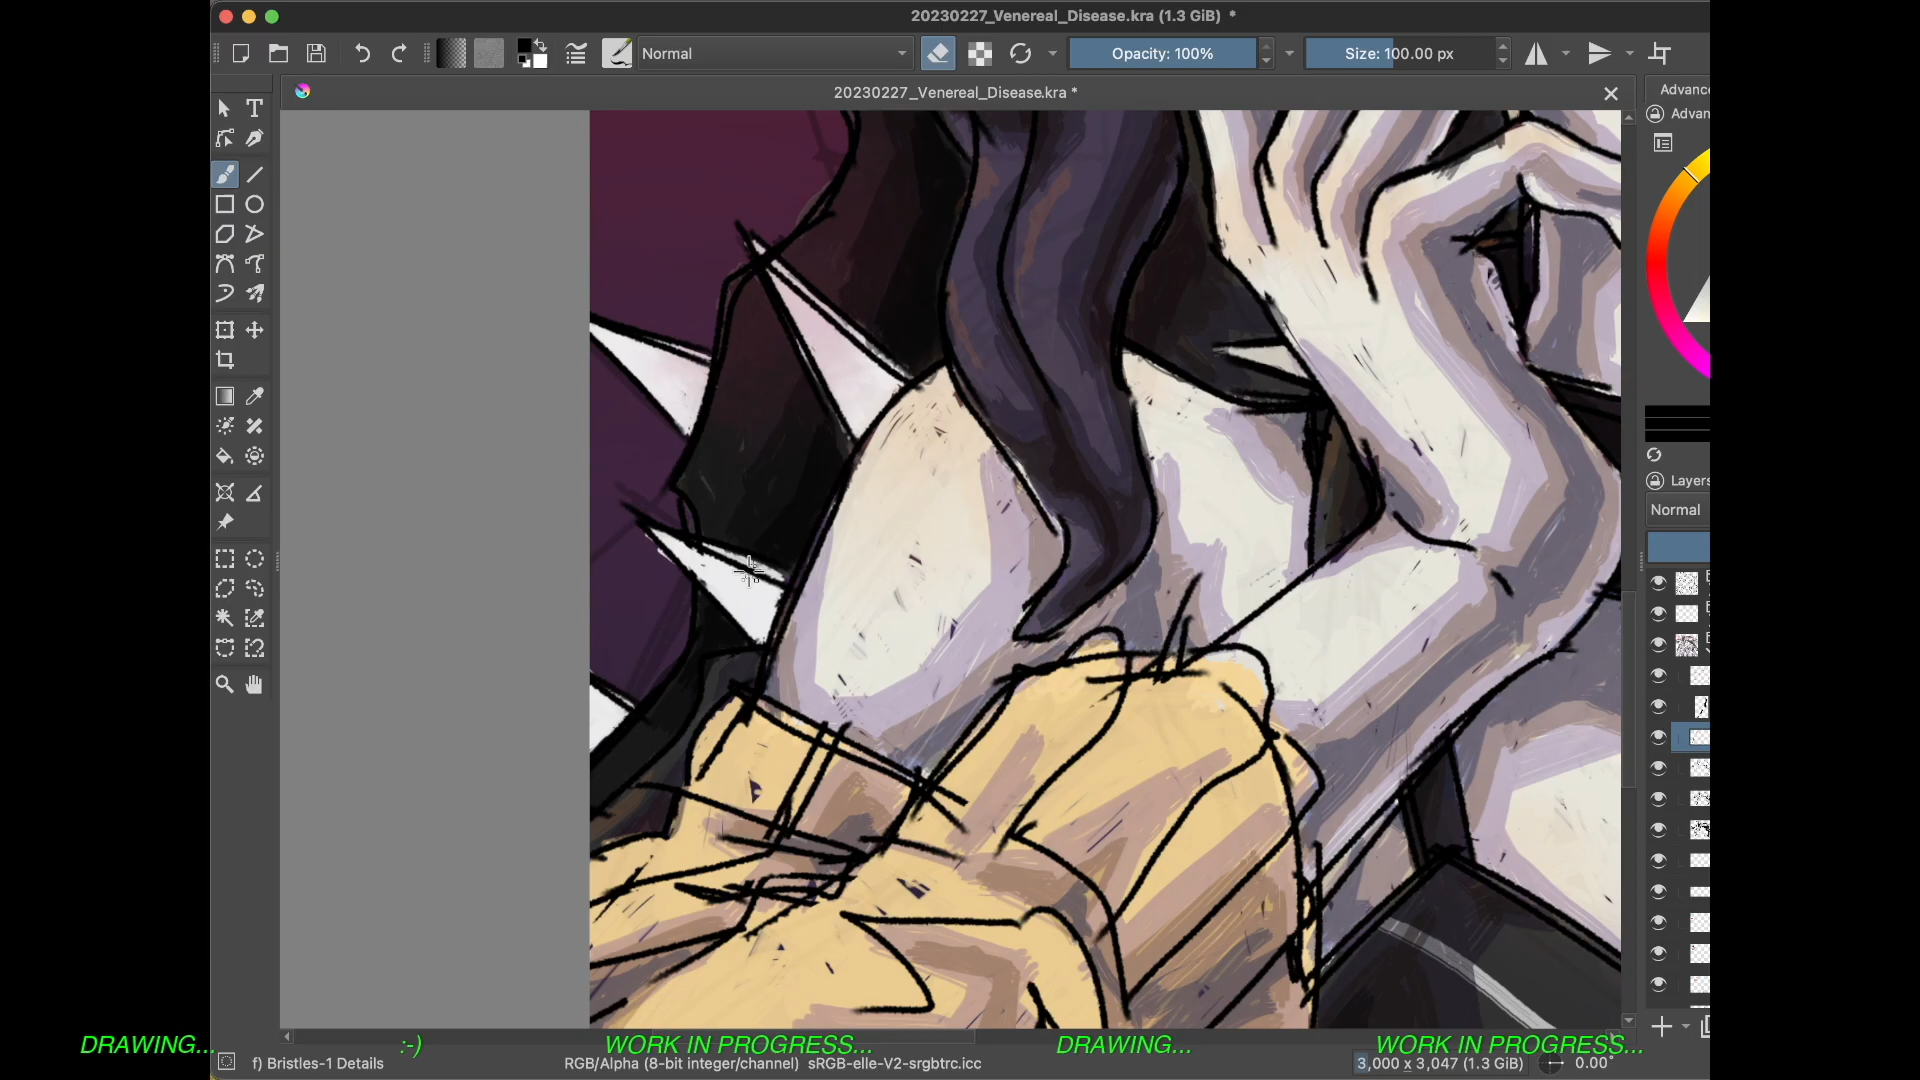 20230227_Venereal_Disease.kra (1.3 GiB) *
Normal
Opacity: 100%
Size: 100.00 px
20230227_Venereal_Disease.kra *
Advanc
Advan
Layers
Normal
DRAWING... :-) WORK IN PROGRESS... DRAWING... WORK IN PROGRESS...
f) Bristles-1 Details
RGB/Alpha (8-bit integer/channel) sRGB-elle-V2-srgbtrc.icc
3,000 x 3,047 (1.3 GiB)
0.00°